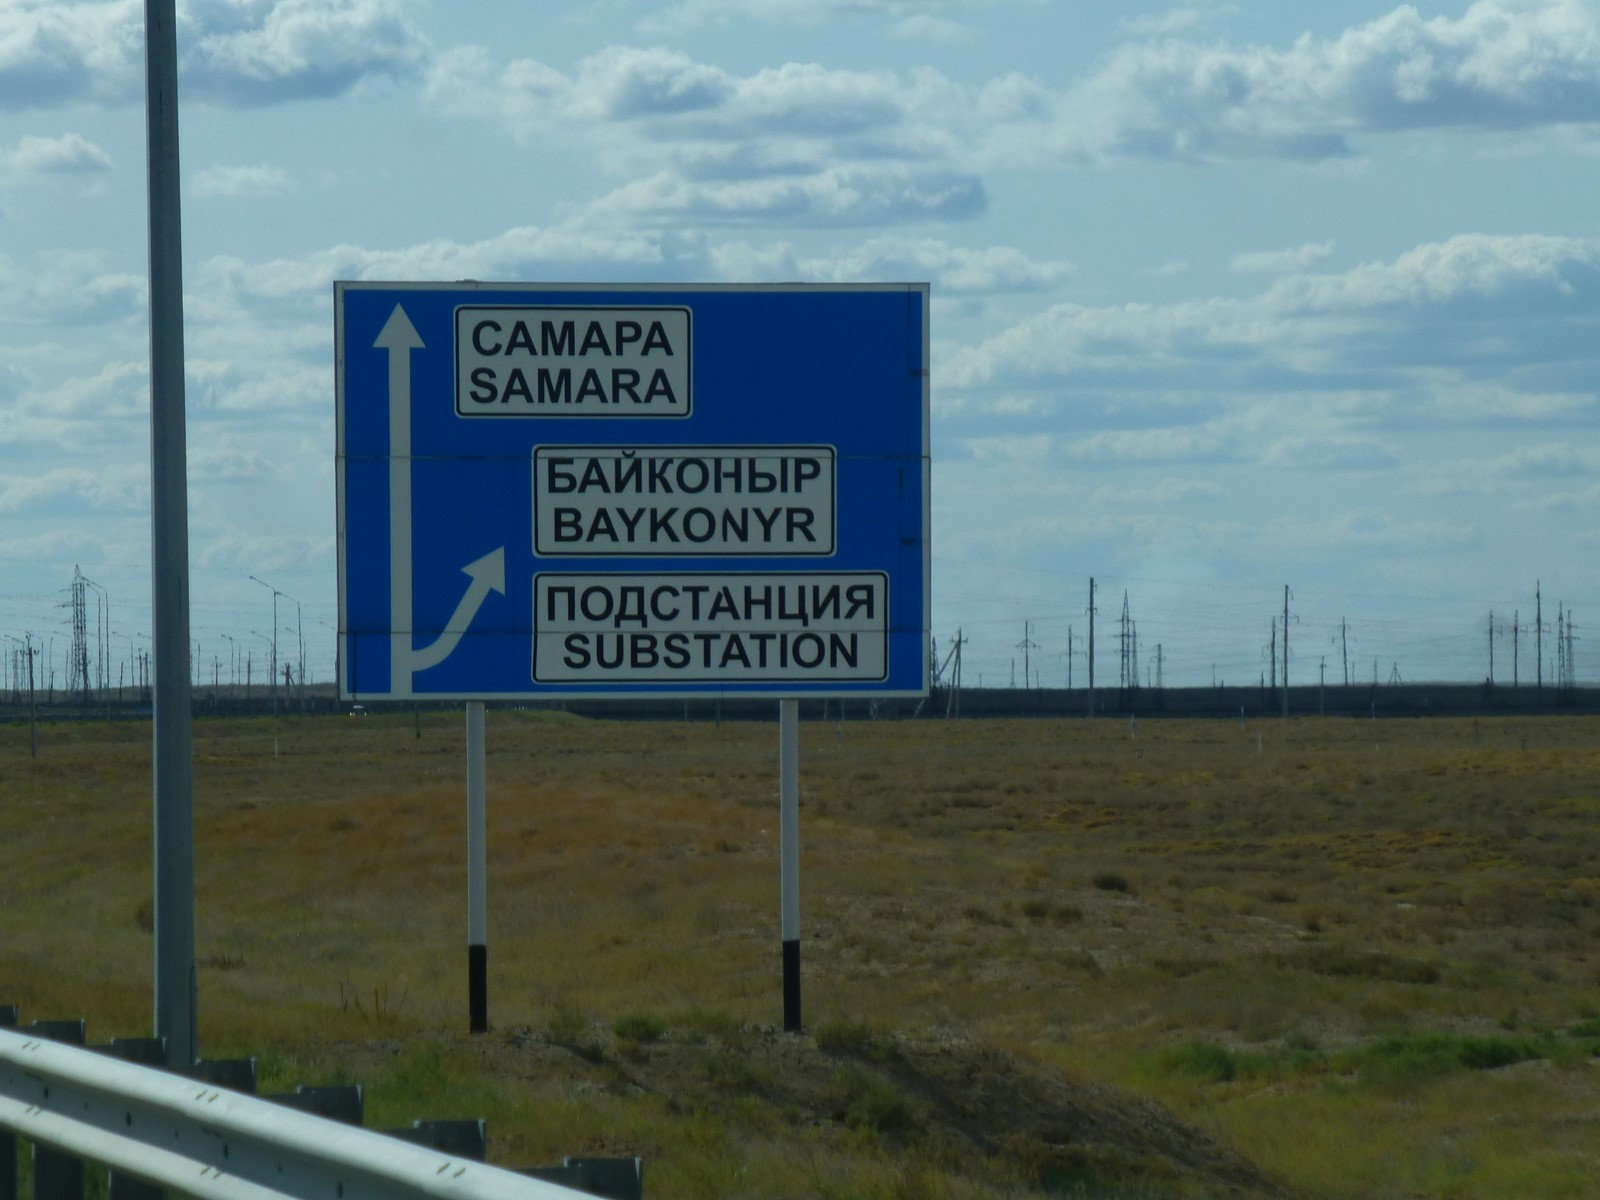 САМАРА
SAMARA
БАЙКОНЫР
BAYKONYR
ПОДСТАНЦИЯ
SUBSTATION